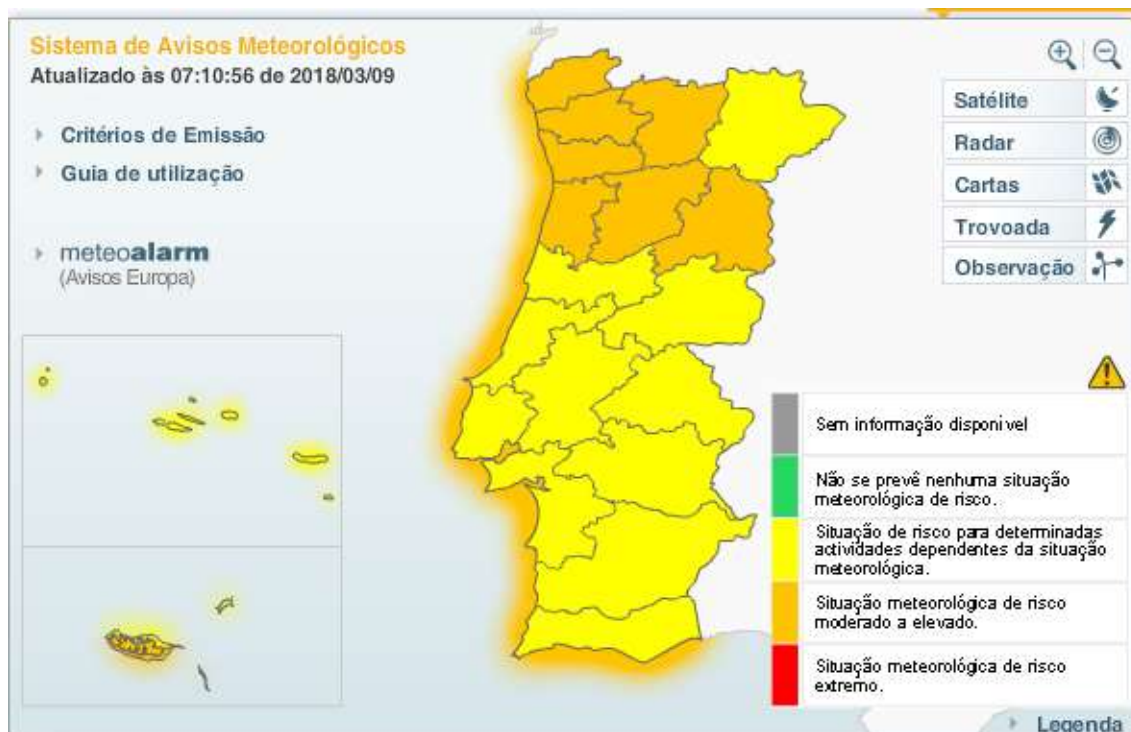 Sistema de Avisos Meteorológicos
Atualizado às 07:10:56 de 2018/03/09
Critérios de Emissão
Guia de utilização
meteoalarm
(Avisos Europa)
Satélite
Radar
Cartas
Trovoada
Observação
Sem informação disponivel
Não se prevê nenhuma situação
meteorológica de risco.
Situação de risco para determinadas
actividades dependentes da situação
meteorológica.
Situação meteorológica de risco
moderado a elevado.
Situação meteorológica de risco
extremo.
Legenda